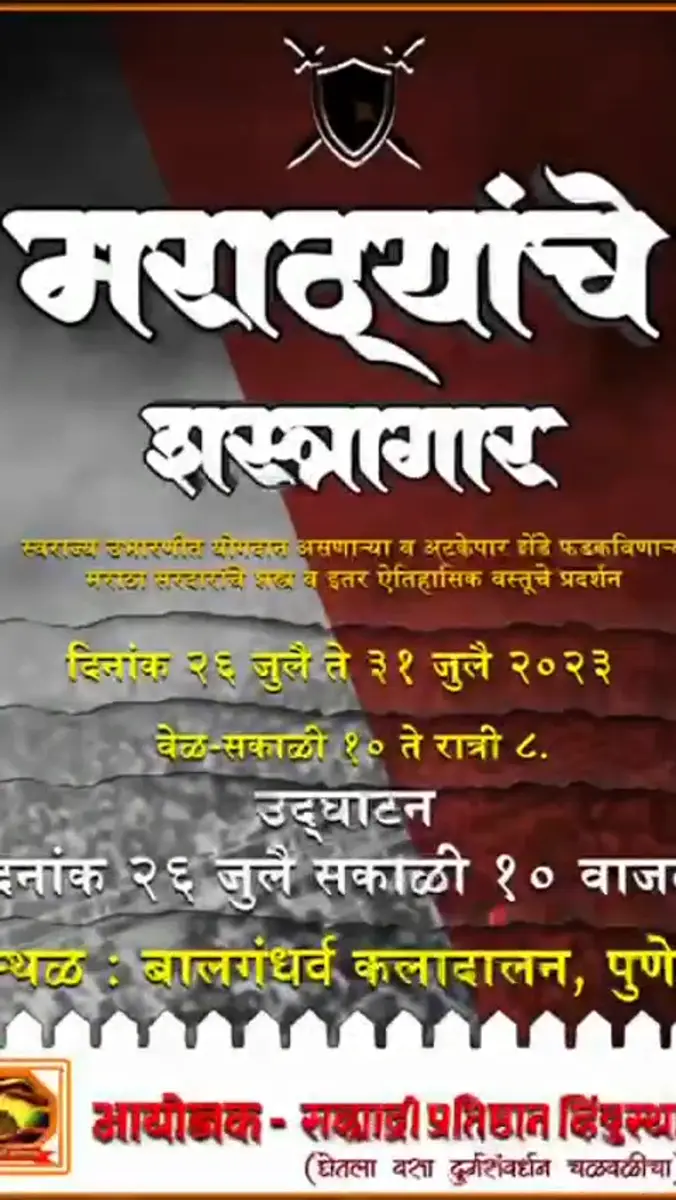 मराठ्यांचे
शस्त्रागार
स्वराज्य उभारणीत योगदान असणाऱ्या व अटकेपार झेंडे फडकविणाऱ
मराठा सरदारांचे शस्त्र व इतर ऐतिहासिक वस्तूचे प्रदर्शन
दिनांक २६ जुलै ते ३१ जुलै २०२३
वेळ-सकाळी १० ते रात्री ८.
उद्घाटन
दिनांक २६ जुलै सकाळी १० वाजत
स्थळ : बालगंधर्व कलादालन, पुणे
आयोजक - सह्याद्री प्रतिष्ठान हिंदुस्था
(घेतला वसा दुर्गसंवर्धन चळवळीचा)